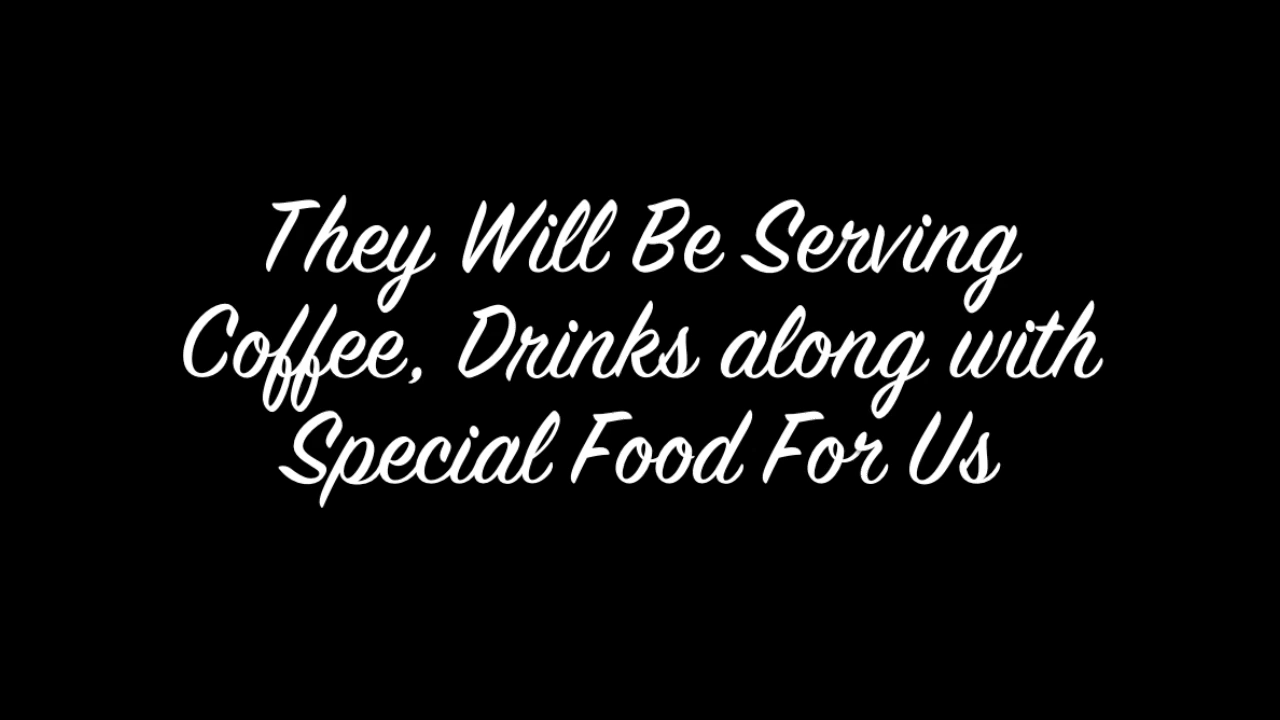 They Will Be Serving
Coffee, Drinks along with
Special Food For Us